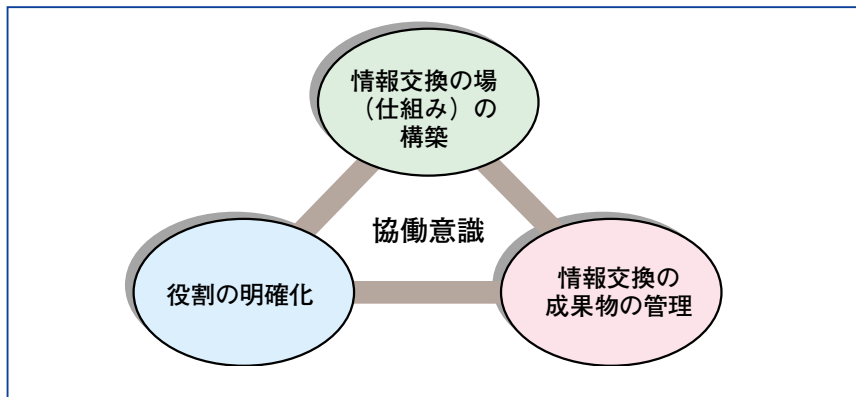 情報交換の場
（仕組み）の
構築
協働意識
役割の明確化
情報交換の
成果物の管理